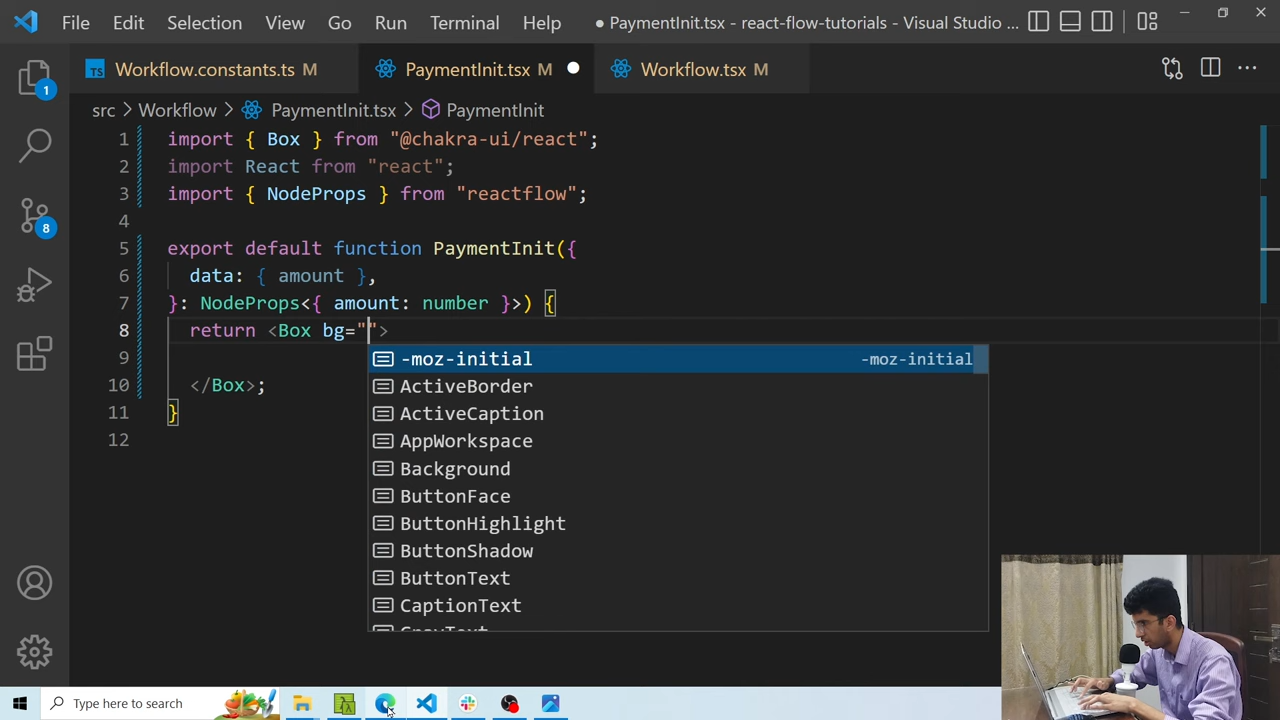 File Edit Selection View Go Run Terminal Help ● PaymentInit.tsx - react-flow-tutorials - Visual Studio ...
TS Workflow.constants.ts M PaymentInit.tsx M Workflow.tsx M
src > Workflow > PaymentInit.tsx > PaymentInit
1 import { Box } from "@chakra-ui/react";
2 import React from "react";
3 import { NodeProps } from "reactflow";
4
5 export default function PaymentInit({
6 data: { amount },
7 }: NodeProps<{ amount: number }>) {
8 return <Box bg="">
9
10 </Box>;
11 }
12
-moz-initial -moz-initial
ActiveBorder
ActiveCaption
AppWorkspace
Background
ButtonFace
ButtonHighlight
ButtonShadow
ButtonText
CaptionText
GrayText
1
8
Type here to search